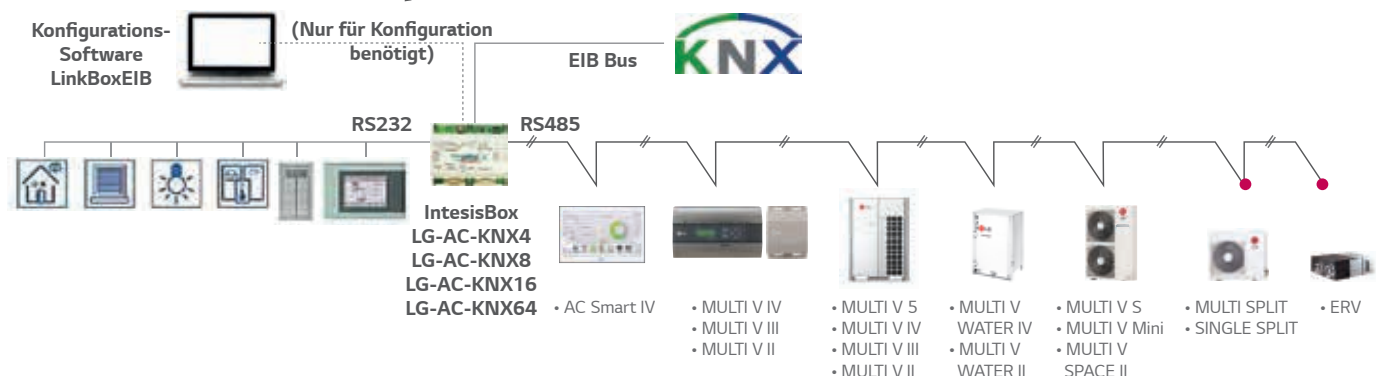 Konfigurations-
Software
LinkBoxEIB
(Nur für Konfiguration
benötigt)
EIB Bus
KNX
RS232
RS485
IntesisBox
LG-AC-KNX4
LG-AC-KNX8
LG-AC-KNX16
LG-AC-KNX64
• AC Smart IV
• MULTI V IV
• MULTI V III
• MULTI V II
• MULTI V 5
• MULTI V IV
• MULTI V III
• MULTI V II
• MULTI V
WATER IV
• MULTI V
WATER II
• MULTI V S
• MULTI V Mini
• MULTI V
SPACE II
• MULTI SPLIT
• SINGLE SPLIT
• ERV